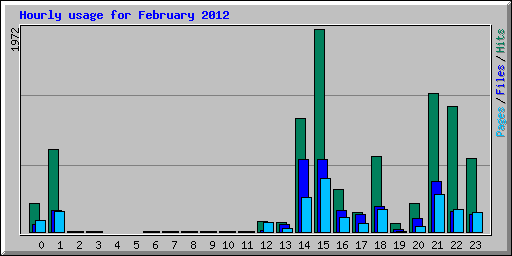 Hourly usage for February 2012
1972
Pages/Files/Hits
0 1 2 3 4 5 6 7 8 9 10 11 12 13 14 15 16 17 18 19 20 21 22 23